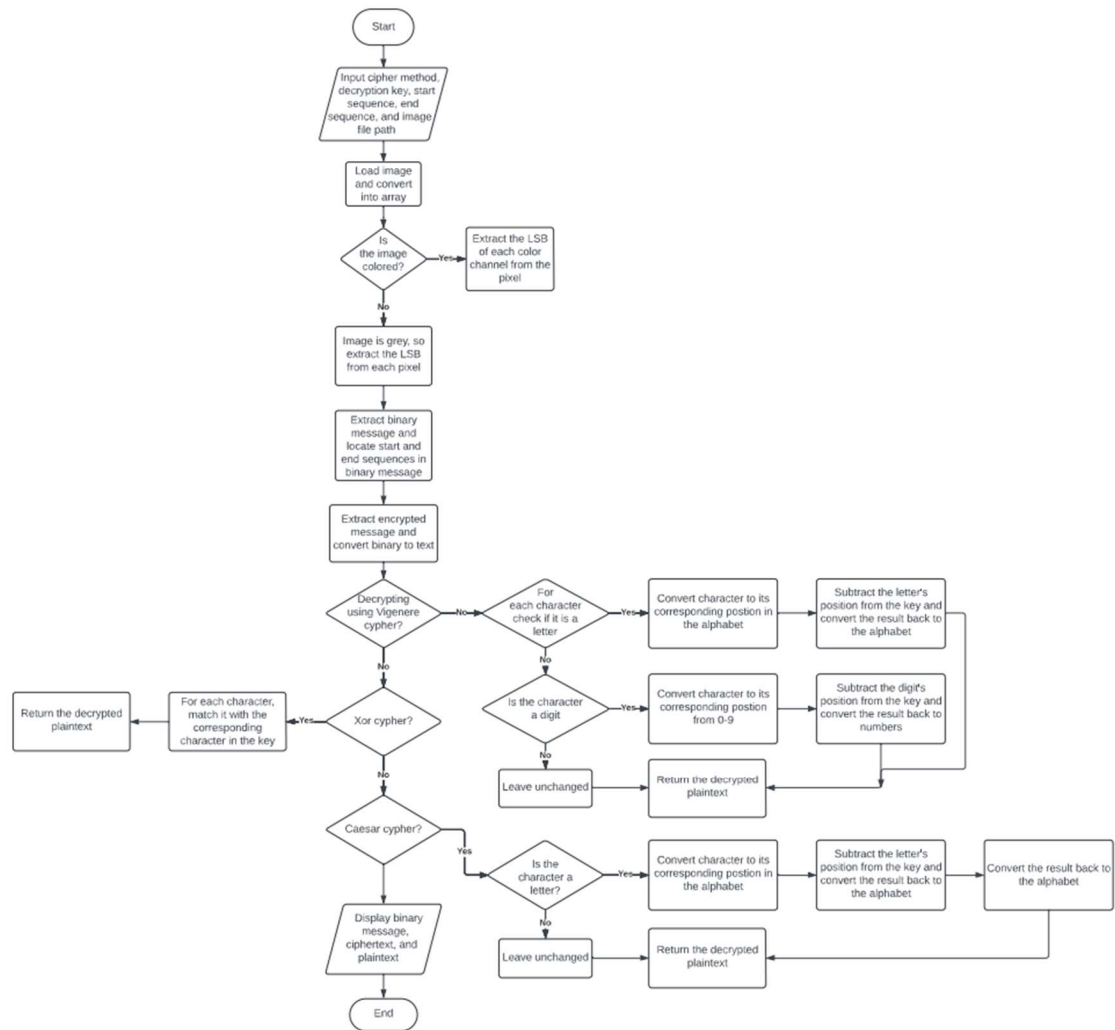 Start
Input cipher method,
decryption key, start
sequence, end
sequence, and image
file path
Load image
and convert
into array
Is
the image
colored?
Yes
Extract the LSB
of each color
channel from the
pixel
No
Image is grey, so
extract the LSB
from each pixel
Extract binary
message and
locate start and
end sequences in
binary message
Extract encrypted
message and
convert binary to text
Decrypting
using Vigenere
cypher?
No
For
each character
check if it is a
letter
Yes
Convert character to its
corresponding postion in
the alphabet
Subtract the letter's
position from the key and
convert the result back to
the alphabet
No
No
Is the character
a digit
Yes
Convert character to its
corresponding postion
from 0-9
Subtract the digit's
position from the key and
convert the result back to
numbers
No
Leave unchanged
Return the decrypted
plaintext
Xor cypher?
Yes
For each character,
match it with the
corresponding
character in the key
Return the decrypted
plaintext
No
Caesar cypher?
Yes
Is the
character a
letter?
Yes
Convert character to its
corresponding postion in
the alphabet
Subtract the letter's
position from the key and
convert the result back to
the alphabet
Convert the result back to
the alphabet
No
Leave unchanged
Return the decrypted
plaintext
Display binary
message,
ciphertext, and
plaintext
End